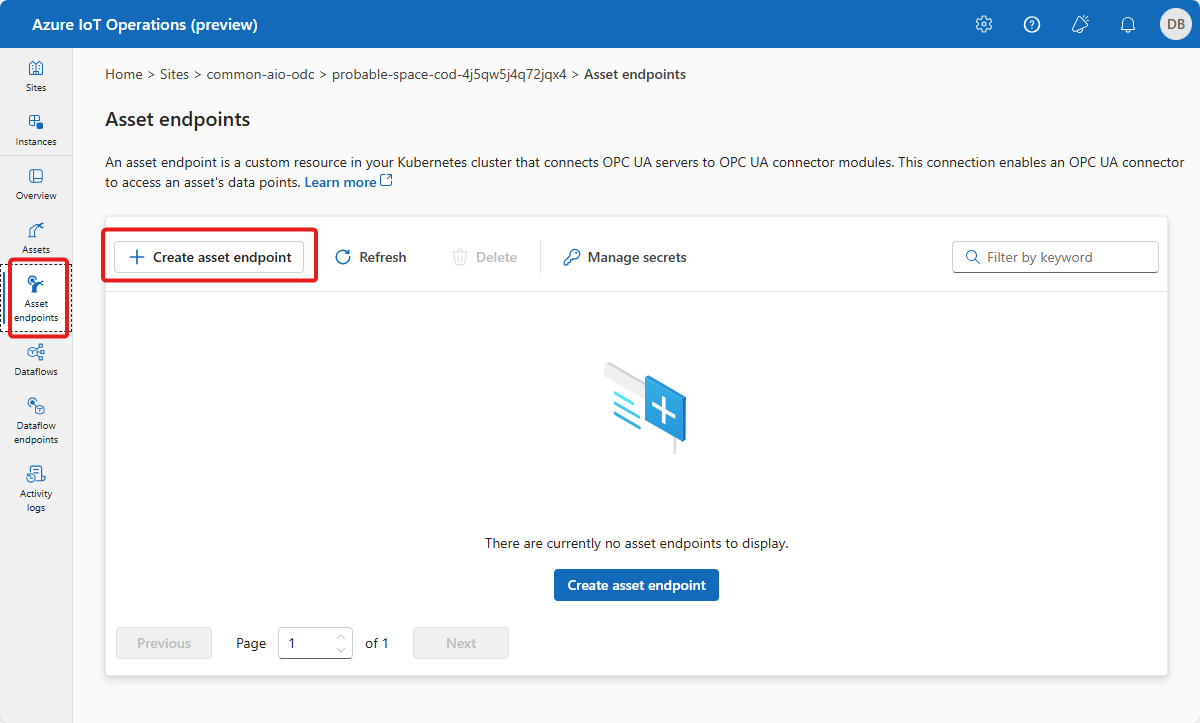 Azure IoT Operations (preview)
DB
Sites
Instances
Overview
Assets
Asset
endpoints
Dataflows
Dataflow
endpoints
Activity
logs
Home > Sites > common-aio-odc > probable-space-cod-4j5qw5j4q72jqx4 > Asset endpoints
Asset endpoints
An asset endpoint is a custom resource in your Kubernetes cluster that connects OPC UA servers to OPC UA connector modules. This connection enables an OPC UA connector
to access an asset's data points. Learn more
Create asset endpoint
Refresh
Delete
Manage secrets
Filter by keyword
There are currently no asset endpoints to display.
Create asset endpoint
Previous
Page
1
of 1
Next